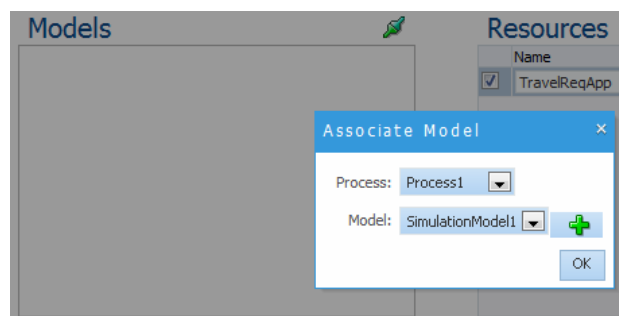 Models
Resources
Name
TravelReqApp
Associate Model ×
Process: Process1
Model: SimulationModel1
OK